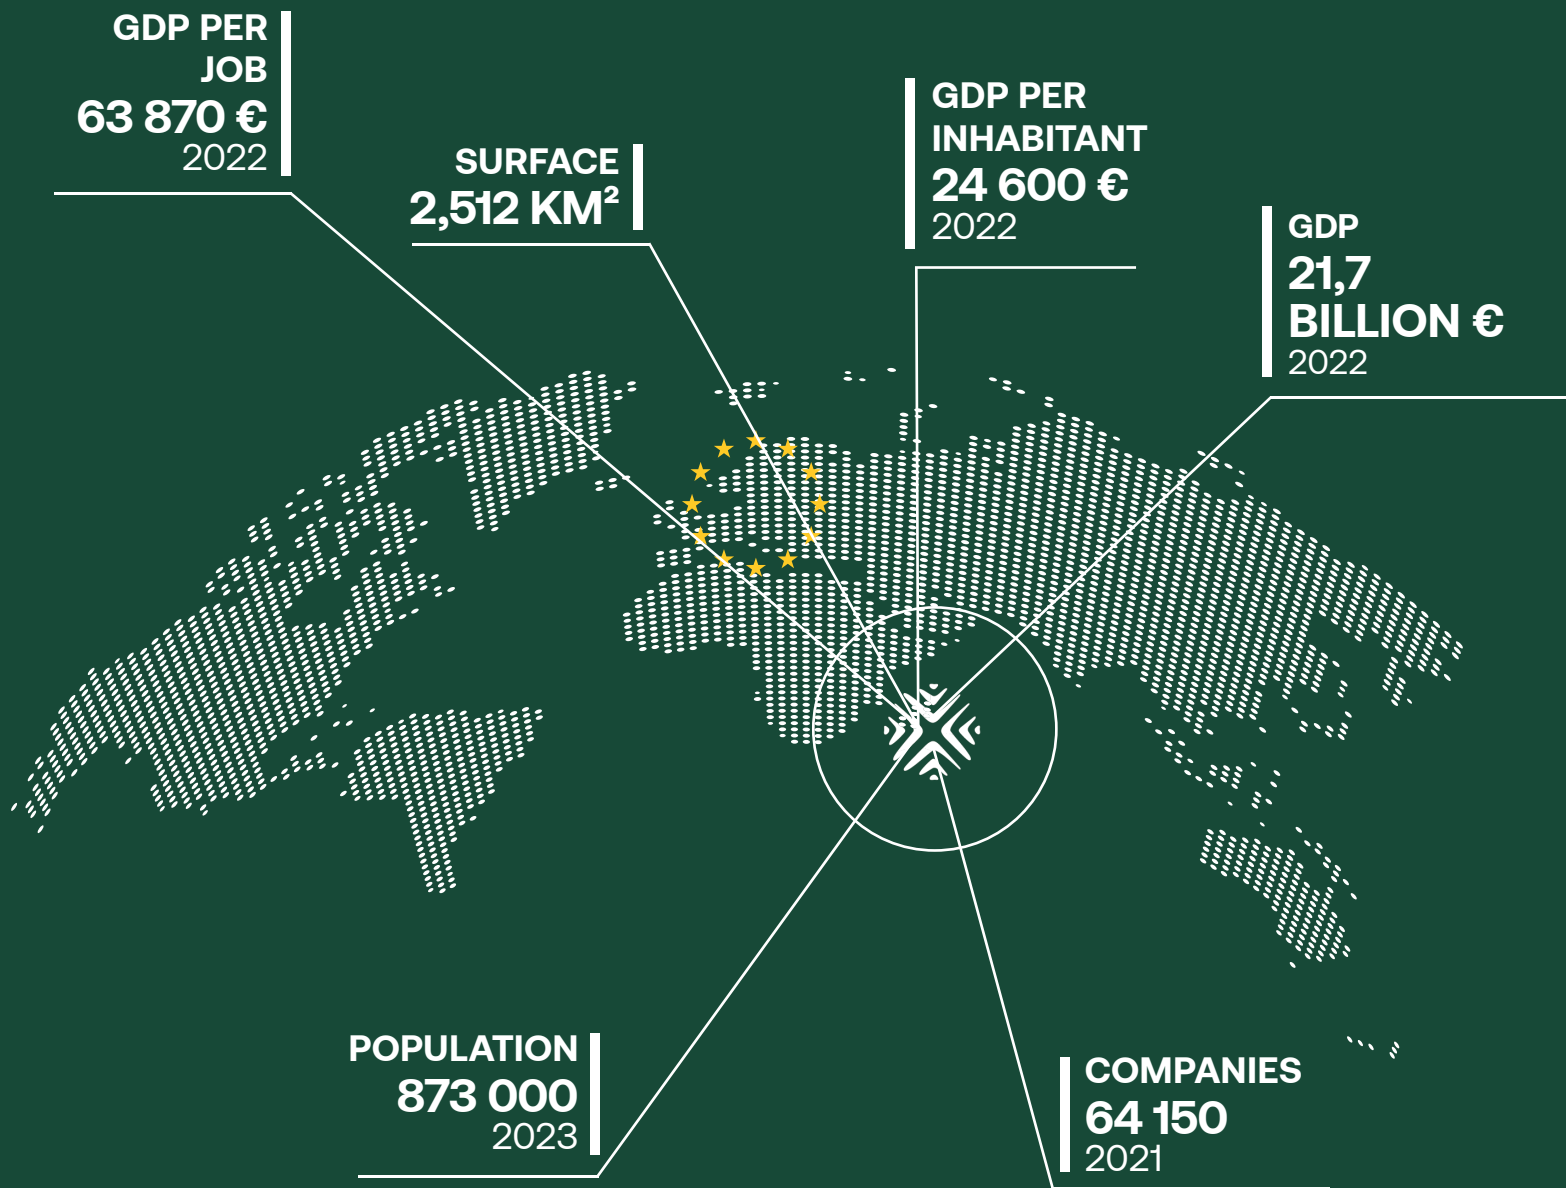 GDP PER
JOB
63 870 €
2022
SURFACE
2,512 KM²
GDP PER
INHABITANT
24 600 €
2022
GDP
21,7
BILLION €
2022
POPULATION
873 000
2023
COMPANIES
64 150
2021